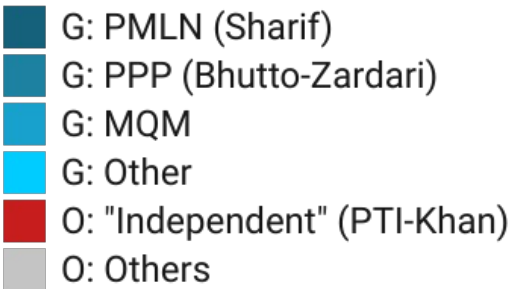 G: PMLN (Sharif)
G: PPP (Bhutto-Zardari)
G: MQM
G: Other
O: "Independent" (PTI-Khan)
O: Others